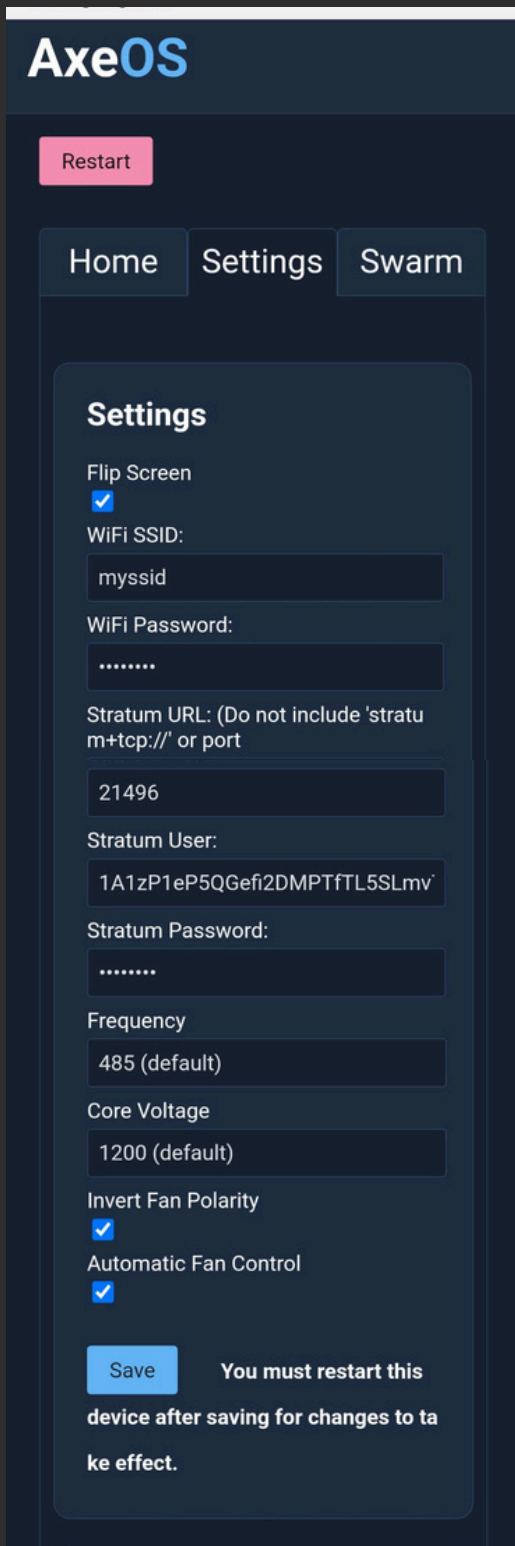 AxeOS
Restart
Home Settings Swarm
Settings
Flip Screen
WiFi SSID:
myssid
WiFi Password:
••••••••
Stratum URL: (Do not include 'stratu
m+tcp://' or port
21496
Stratum User:
1A1zP1eP5QGefi2DMPTfTL5SLmv
Stratum Password:
••••••••
Frequency
485 (default)
Core Voltage
1200 (default)
Invert Fan Polarity
Automatic Fan Control
Save You must restart this
device after saving for changes to ta
ke effect.